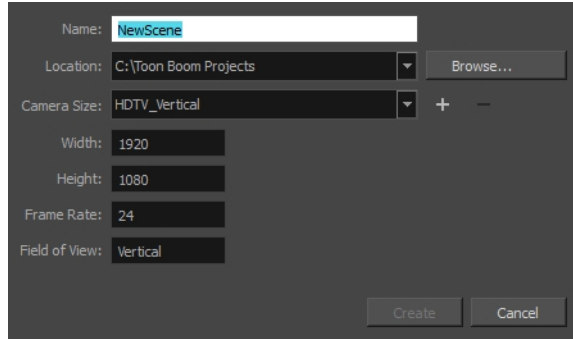 Name: NewScene
Location: C:\Toon Boom Projects Browse...
Camera Size: HDTV_Vertical + −
Width: 1920
Height: 1080
Frame Rate: 24
Field of View: Vertical
Create Cancel